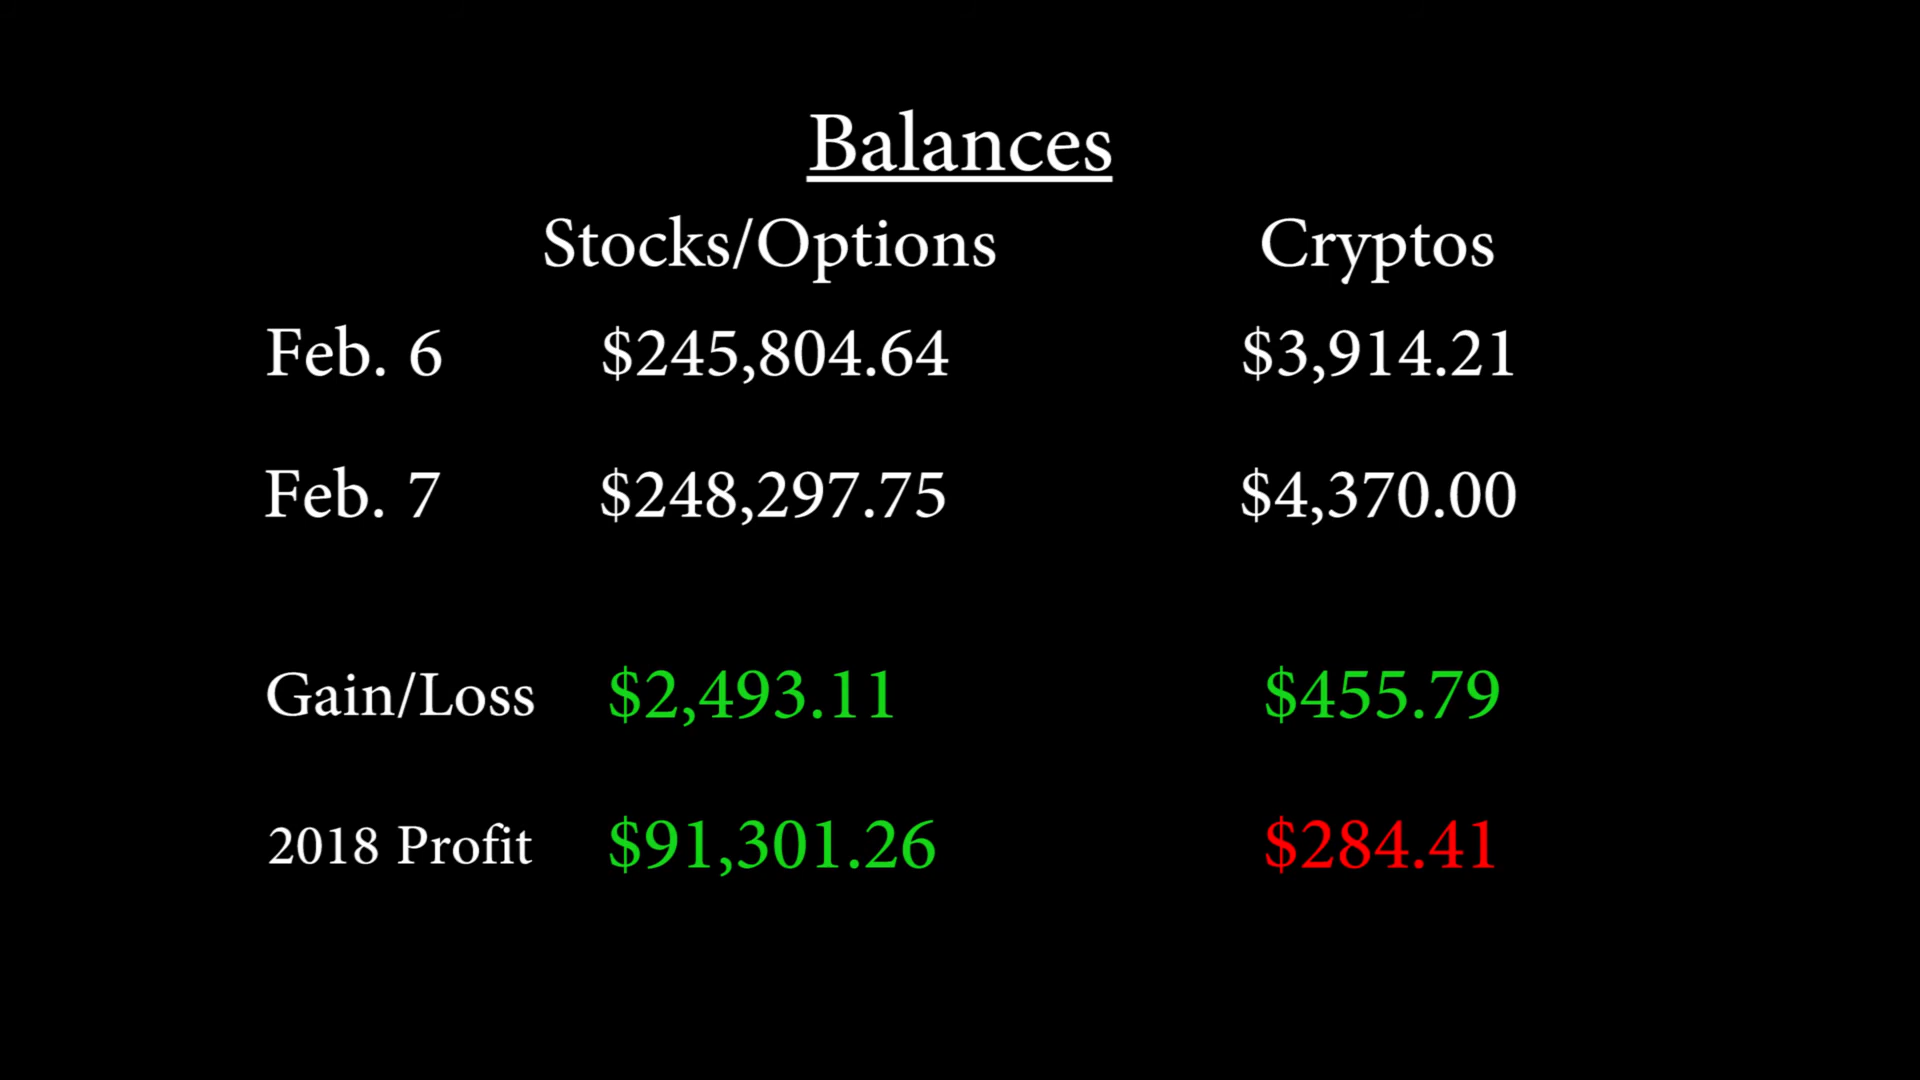 Balances
Stocks/Options Cryptos
Feb. 6 $245,804.64 $3,914.21
Feb. 7 $248,297.75 $4,370.00
Gain/Loss $2,493.11 $455.79
2018 Profit $91,301.26 $284.41